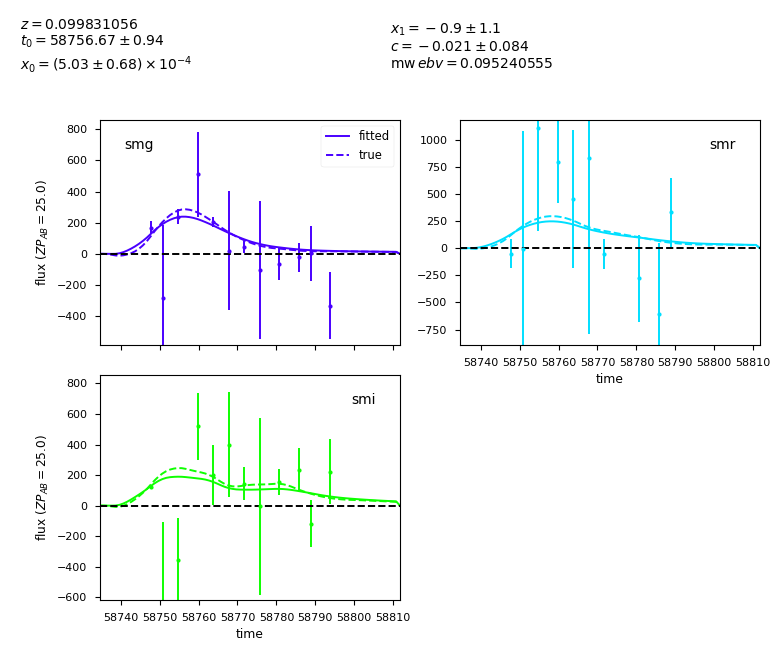 z = 0.099831056
t₀ = 58756.67 ± 0.94
x₀ = (5.03 ± 0.68) × 10⁻⁴
x₁ = −0.9 ± 1.1
c = −0.021 ± 0.084
mw ebv = 0.095240555
smg
fitted
true
800
600
400
200
0
−200
−400
flux (ZP_AB = 25.0)
smr
1000
750
500
250
0
−250
−500
−750
58740 58750 58760 58770 58780 58790 58800 58810
time
smi
800
600
400
200
0
−200
−400
−600
flux (ZP_AB = 25.0)
58740 58750 58760 58770 58780 58790 58800 58810
time